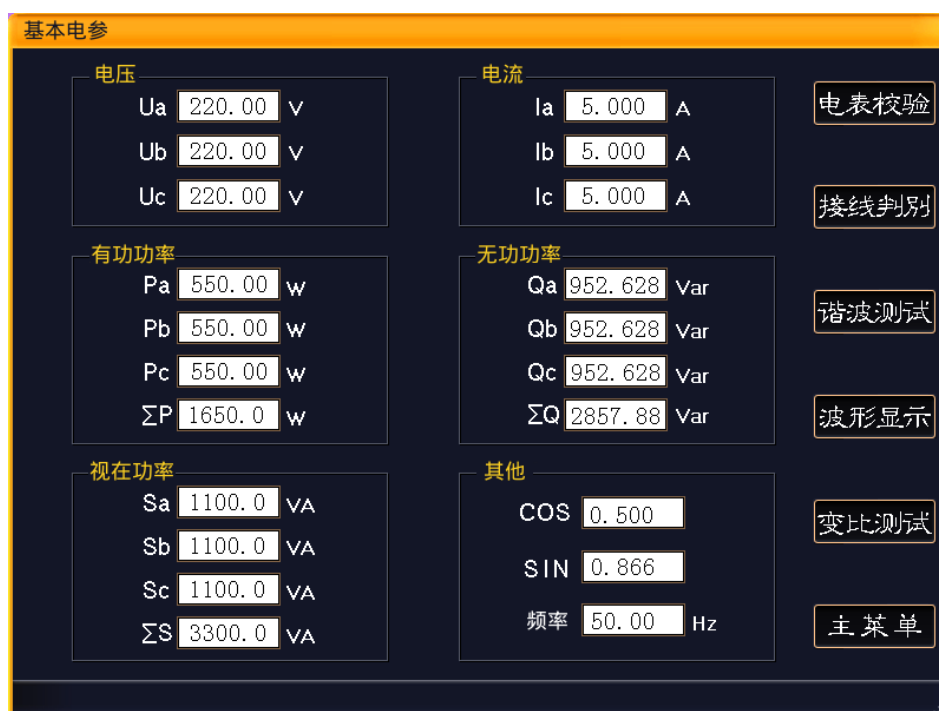 基本电参
电压
Ua 220.00 V
Ub 220.00 V
Uc 220.00 V
电流
Ia 5.000 A
Ib 5.000 A
Ic 5.000 A
有功功率
Pa 550.00 W
Pb 550.00 W
Pc 550.00 W
ΣP 1650.0 W
无功功率
Qa 952.628 Var
Qb 952.628 Var
Qc 952.628 Var
ΣQ 2857.88 Var
视在功率
Sa 1100.0 VA
Sb 1100.0 VA
Sc 1100.0 VA
ΣS 3300.0 VA
其他
COS 0.500
SIN 0.866
频率 50.00 Hz
电表校验
接线判别
谐波测试
波形显示
变比测试
主菜单